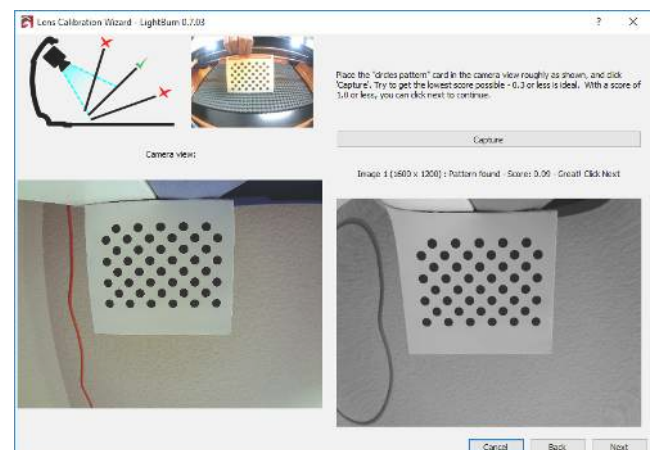 Lens Calibration Wizard - LightBurn 0.7.03
Place the "circles pattern" card in the camera view roughly as shown, and click
'Capture'. Try to get the lowest score possible - 0.3 or less is ideal. With a score of
1.0 or less, you can click next to continue.
Capture
Camera view:
Image 1 (1600 x 1200) : Pattern found - Score: 0.09 - Great! Click Next
Cancel
Back
Next